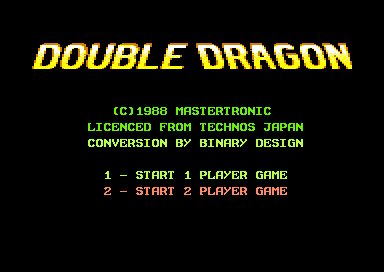 DOUBLE DRAGON
(C)1988 MASTERTRONIC
LICENCED FROM TECHNOS JAPAN
CONVERSION BY BINARY DESIGN
1 - START 1 PLAYER GAME
2 - START 2 PLAYER GAME